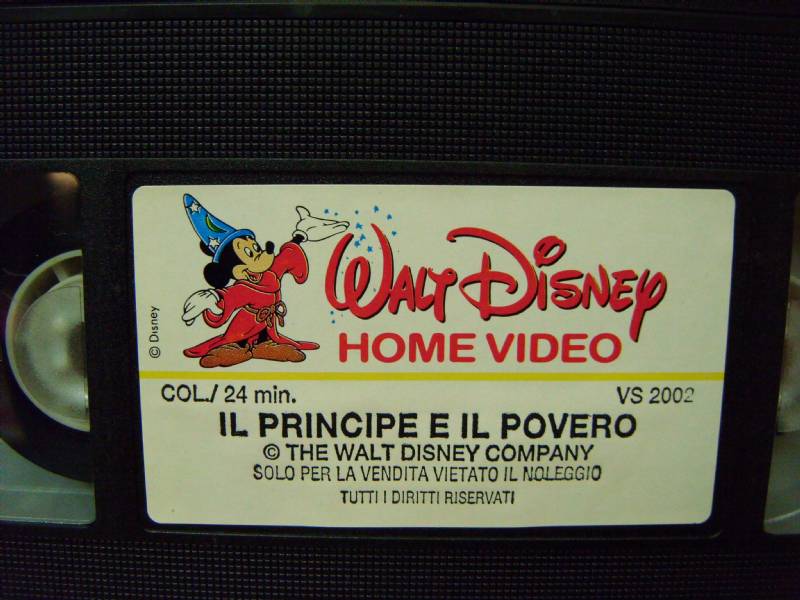 WALT DISNEY
HOME VIDEO
© Disney
COL./ 24 min. VS 2002
IL PRINCIPE E IL POVERO
© THE WALT DISNEY COMPANY
SOLO PER LA VENDITA VIETATO IL NOLEGGIO
TUTTI I DIRITTI RISERVATI